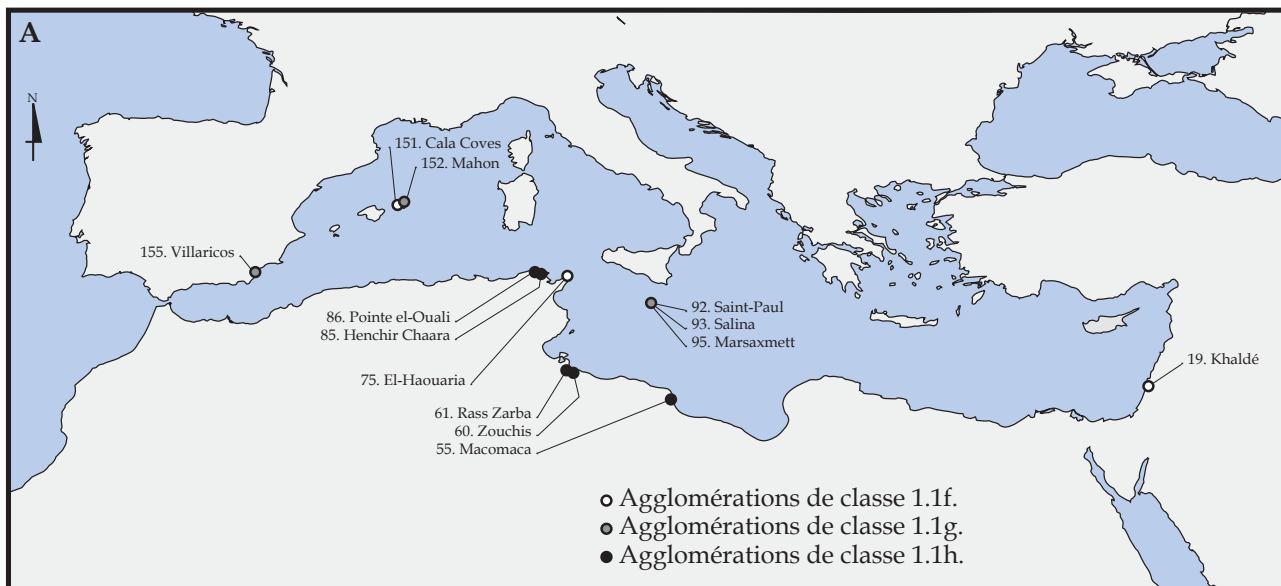 A
N
151. Cala Coves
152. Mahon
155. Villaricos
86. Pointe el-Ouali
85. Henchir Chaara
92. Saint-Paul
93. Salina
95. Marsaxmett
75. El-Haouaria
19. Khaldé
61. Rass Zarba
60. Zouchis
55. Macomaca
Agglomérations de classe 1.1f.
Agglomérations de classe 1.1g.
Agglomérations de classe 1.1h.